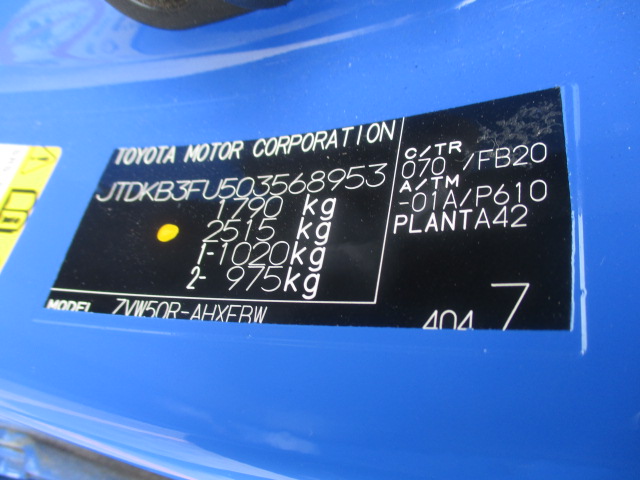 TOYOTA MOTOR CORPORATION
JTDKB3FU503568953
1790 kg
2515 kg
1-1020kg
2- 975kg
C/TR
070 /FB20
A/TM
-01A/P610
PLANTA42
MODEL ZVW50R-AHXEBW
404 7